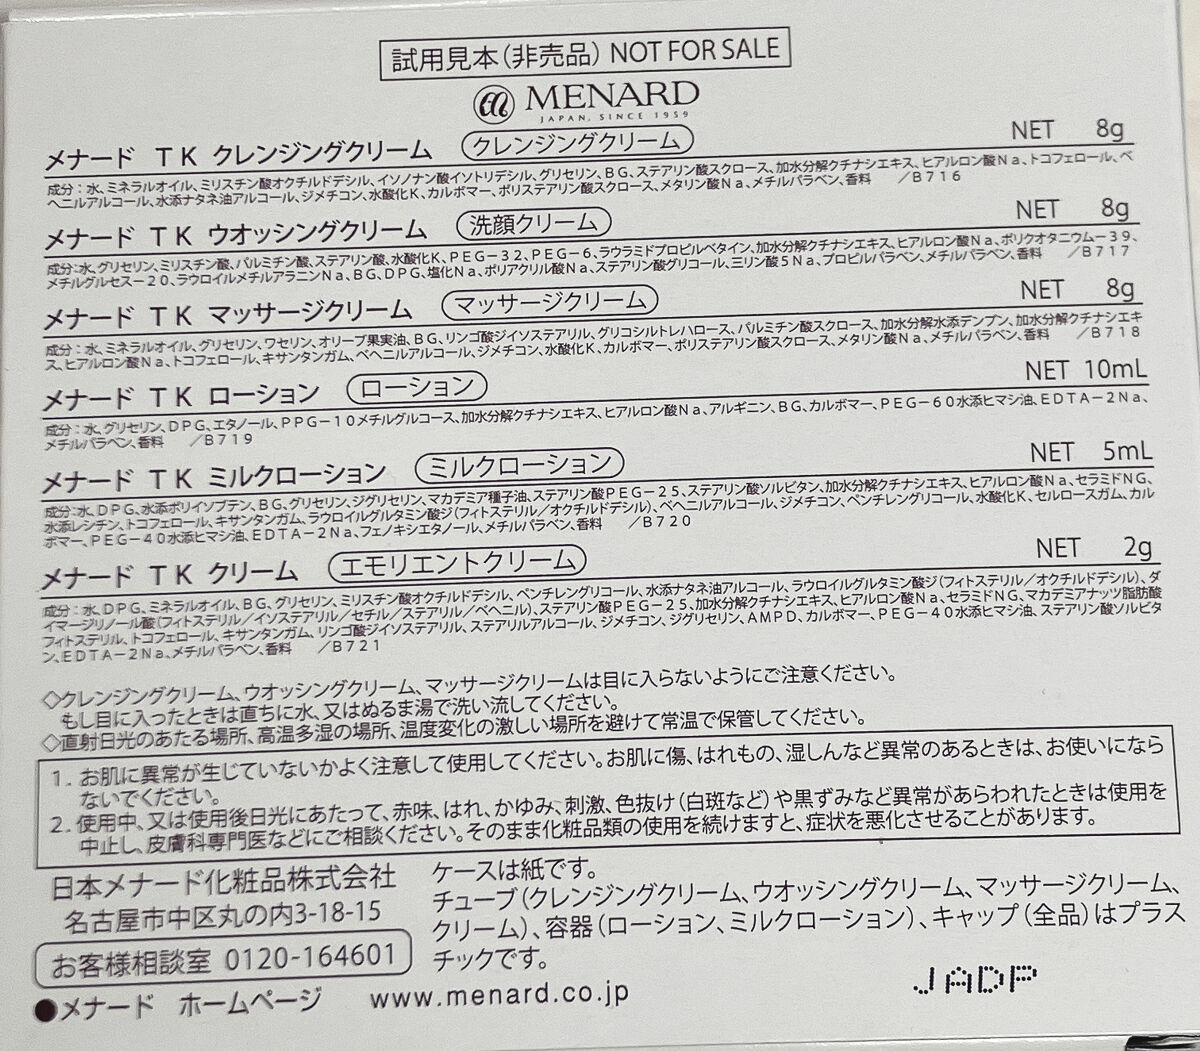 試用見本(非売品) NOT FOR SALE
MENARD
JAPAN, SINCE 1959
メナード TK クレンジングクリーム クレンジングクリーム NET 8g
成分：水、ミネラルオイル、ミリスチン酸オクチルドデシル、イソノナン酸イソトリデシル、グリセリン、BG、ステアリン酸スクロース、加水分解クチナシエキス、ヒアルロン酸Na、トコフェロール、ベ
ヘニルアルコール、水添ナタネ油アルコール、ジメチコン、水酸化K、カルボマー、ポリステアリン酸スクロース、メタリン酸Na、メチルパラベン、香料 ／B716
メナード TK ウオッシングクリーム 洗顔クリーム NET 8g
成分：水、グリセリン、ミリスチン酸、パルミチン酸、ステアリン酸、水酸化K、PEG－32、PEG－6、ラウラミドプロピルベタイン、加水分解クチナシエキス、ヒアルロン酸Na、ポリクオタニウム－39、
メチルグルセス－20、ラウロイルメチルアラニンNa、BG、DPG、塩化Na、ポリアクリル酸Na、ステアリン酸グリコール、三リン酸5Na、プロピルパラベン、メチルパラベン、香料 ／B717
メナード TK マッサージクリーム マッサージクリーム NET 8g
成分：水、ミネラルオイル、グリセリン、ワセリン、オリーブ果実油、BG、リンゴ酸ジイソステアリル、グリコシルトレハロース、パルミチン酸スクロース、加水分解水添デンプン、加水分解クチナシエキ
ス、ヒアルロン酸Na、トコフェロール、キサンタンガム、ベヘニルアルコール、ジメチコン、水酸化K、カルボマー、ポリステアリン酸スクロース、メタリン酸Na、メチルパラベン、香料 ／B718
メナード TK ローション ローション NET 10mL
成分：水、グリセリン、DPG、エタノール、PPG－10メチルグルコース、加水分解クチナシエキス、ヒアルロン酸Na、アルギニン、BG、カルボマー、PEG－60水添ヒマシ油、EDTA－2Na、
メチルパラベン、香料 ／B719
メナード TK ミルクローション ミルクローション NET 5mL
成分：水、DPG、水添ポリイソブテン、BG、グリセリン、ジグリセリン、マカデミア種子油、ステアリン酸PEG－25、ステアリン酸ソルビタン、加水分解クチナシエキス、ヒアルロン酸Na、セラミドNG、
水添レシチン、トコフェロール、キサンタンガム、ラウロイルグルタミン酸ジ(フィトステリル／オクチルドデシル)、ベヘニルアルコール、ジメチコン、ペンチレングリコール、水酸化K、セルロースガム、カル
ボマー、PEG－40水添ヒマシ油、EDTA－2Na、フェノキシエタノール、メチルパラベン、香料 ／B720
メナード TK クリーム エモリエントクリーム NET 2g
成分：水、DPG、ミネラルオイル、BG、グリセリン、ミリスチン酸オクチルドデシル、ペンチレングリコール、水添ナタネ油アルコール、ラウロイルグルタミン酸ジ(フィトステリル／オクチルドデシル)、ダ
イマージリノール酸(フィトステリル／イソステアリル／セチル／ステアリル／ベヘニル)、ステアリン酸PEG－25、加水分解クチナシエキス、ヒアルロン酸Na、セラミドNG、マカデミアナッツ脂肪酸
フィトステリル、トコフェロール、キサンタンガム、リンゴ酸ジイソステアリル、ステアリルアルコール、ジメチコン、ジグリセリン、AMPD、カルボマー、PEG－40水添ヒマシ油、ステアリン酸ソルビタ
ン、EDTA－2Na、メチルパラベン、香料 ／B721
◇クレンジングクリーム、ウオッシングクリーム、マッサージクリームは目に入らないようにご注意ください。
もし目に入ったときは直ちに水、又はぬるま湯で洗い流してください。
◇直射日光のあたる場所、高温多湿の場所、温度変化の激しい場所を避けて常温で保管してください。
1. お肌に異常が生じていないかよく注意して使用してください。お肌に傷、はれもの、湿しんなど異常のあるときは、お使いになら
ないでください。
2. 使用中、又は使用後日光にあたって、赤味、はれ、かゆみ、刺激、色抜け(白斑など)や黒ずみなど異常があらわれたときは使用を
中止し、皮膚科専門医などにご相談ください。そのまま化粧品類の使用を続けますと、症状を悪化させることがあります。
日本メナード化粧品株式会社
名古屋市中区丸の内3-18-15
お客様相談室 0120-164601
●メナード ホームページ www.menard.co.jp
ケースは紙です。
チューブ(クレンジングクリーム、ウオッシングクリーム、マッサージクリーム、
クリーム)、容器(ローション、ミルクローション)、キャップ(全品)はプラス
チックです。
JADP